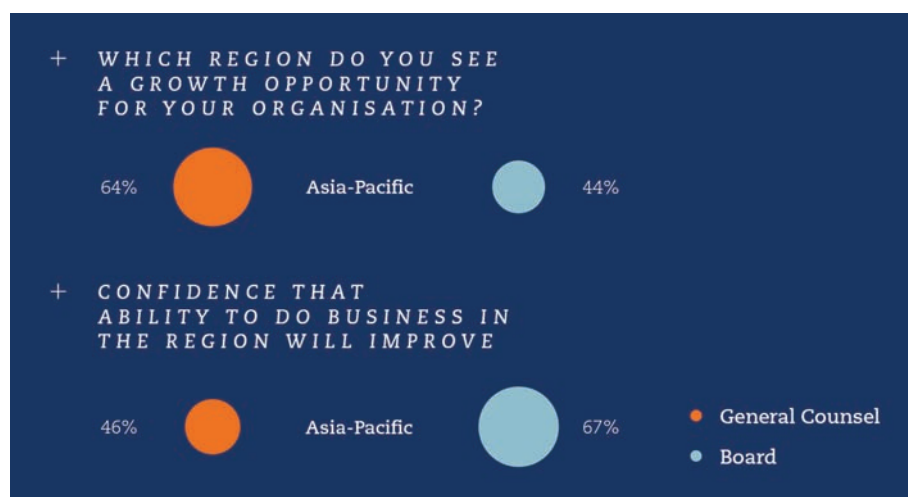 + WHICH REGION DO YOU SEE
A GROWTH OPPORTUNITY
FOR YOUR ORGANISATION?
64% Asia-Pacific 44%
+ CONFIDENCE THAT
ABILITY TO DO BUSINESS IN
THE REGION WILL IMPROVE
46% Asia-Pacific 67%
General Counsel
Board